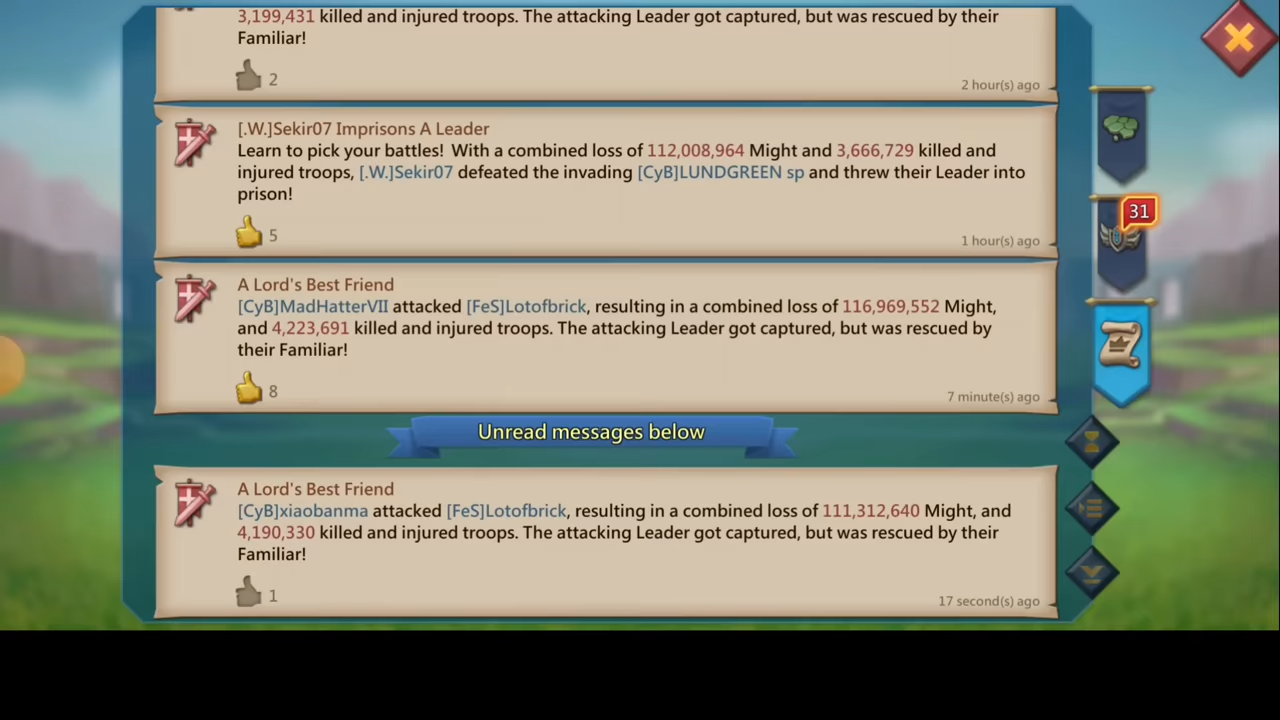 3,199,431 killed and injured troops. The attacking Leader got captured, but was rescued by their
Familiar!
2
2 hour(s) ago
[.W.]Sekir07 Imprisons A Leader
Learn to pick your battles! With a combined loss of 112,008,964 Might and 3,666,729 killed and
injured troops, [.W.]Sekir07 defeated the invading [CyB]LUNDGREEN sp and threw their Leader into
prison!
5
1 hour(s) ago
31
A Lord's Best Friend
[CyB]MadHatterVII attacked [FeS]Lotofbrick, resulting in a combined loss of 116,969,552 Might,
and 4,223,691 killed and injured troops. The attacking Leader got captured, but was rescued by
their Familiar!
8
7 minute(s) ago
Unread messages below
A Lord's Best Friend
[CyB]xiaobanma attacked [FeS]Lotofbrick, resulting in a combined loss of 111,312,640 Might, and
4,190,330 killed and injured troops. The attacking Leader got captured, but was rescued by their
Familiar!
1
17 second(s) ago